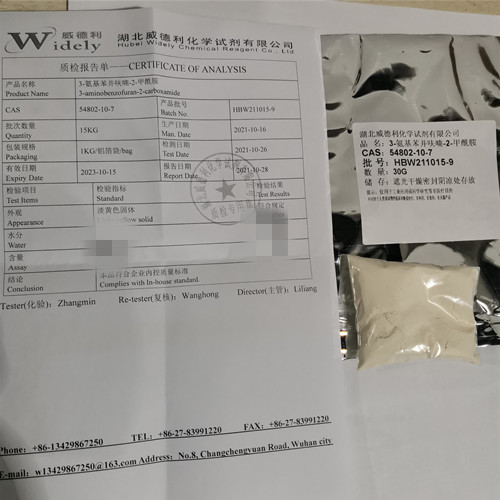 Widely 威德利
湖北威德利化学试剂有限公司
Hubei Widely Chemical Reagent Co., Ltd.
质检报告单——CERTIFICATE OF ANALYSIS
产品名称 Product Name 3-氨基苯并呋喃-2-甲酰胺 3-aminobenzofuran-2-carboxamide
CAS 54802-10-7 产品批号 Batch No. HBW211015-9
批次数量 Quantity 15KG 生产日期 Man. Date 2021-10-16
包装规格 Packaging 1KG/铝箔袋/bag 检测日期 Test Date 2021-10-26
有效日期 Expired Date 2023-10-15 报告日期 Report Date 2021-10-28
检验项目 Test Items 检验指标 Standard 检验结果 Test Results
外观 Appearance 淡黄色固体 yellow solid 符合规定
水分 Water
含量 Assay
结论 Conclusion 本品符合企业内控质量标准 Complies with In-house standard.
Tester(化验): Zhangmin Re-tester(复核): Wanghong Director(主管): Liliang
Phone: +86-13429867250 TEL: +86-27-83991220 FAX: +86-27-83991220
E-mail: w13429867250@163.com Address: No.8, Changchengyuan Road, Wuhan city
湖北威德利化学试剂有限公司
品 名: 3-氨基苯并呋喃-2-甲酰胺
CAS: 54802-10-7
批 号: HBW211015-9
数 量: 30G
储 存: 遮光干燥密封阴凉处存放